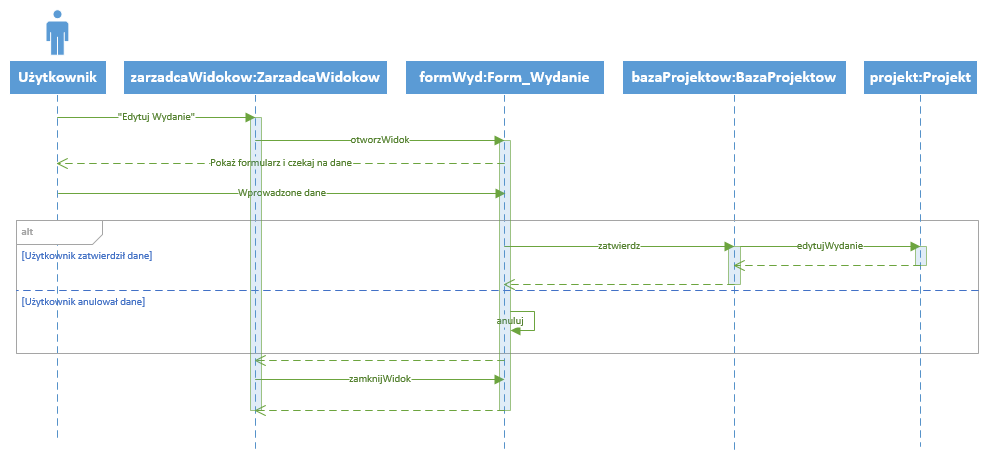 Użytkownik
zarzadcaWidokow:ZarzadcaWidokow
formWyd:Form_Wydanie
bazaProjektow:BazaProjektow
projekt:Projekt
"Edytuj Wydanie"
otworzWidok
Pokaż formularz i czekaj na dane
Wprowadzone dane
alt
zatwierdz
edytujWydanie
[Użytkownik zatwierdził dane]
[Użytkownik anulował dane]
anuluj
zamknijWidok